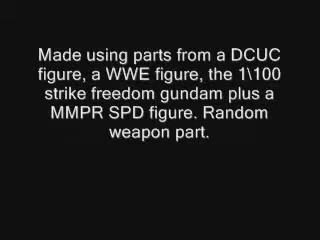 Made using parts from a DCUC
figure, a WWE figure, the 1\100
strike freedom gundam plus a
MMPR SPD figure. Random
weapon part.